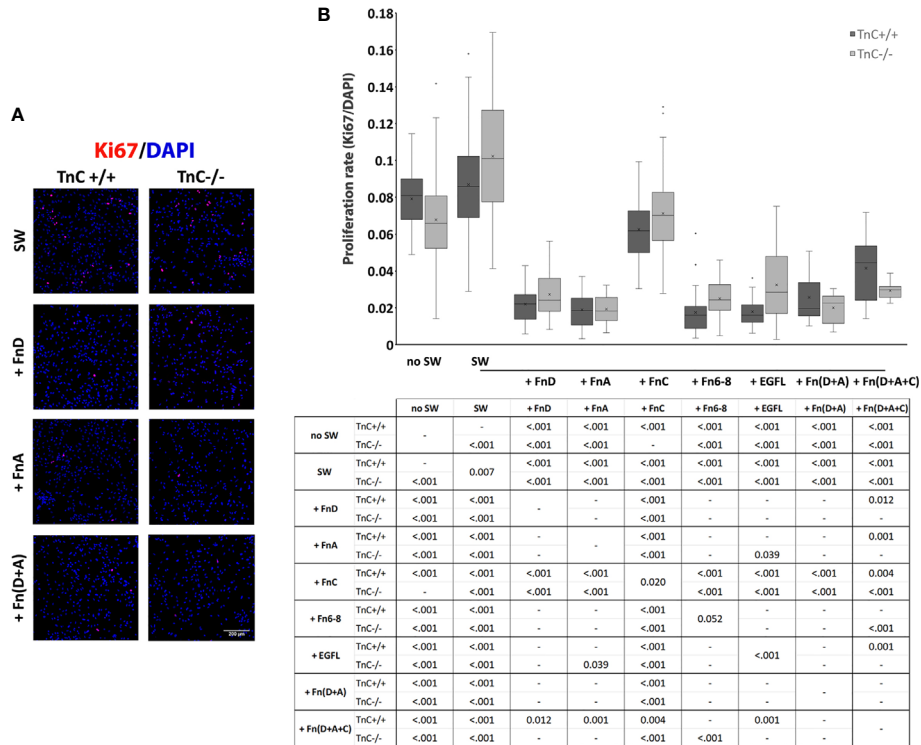 A
Ki67/DAPI
TnC +/+ TnC-/-
SW
+ FnD
+ FnA
+ Fn(D+A)
200 µm
B
Proliferation rate (Ki67/DAPI)
0.18
0.16
0.14
0.12
0.1
0.08
0.06
0.04
0.02
0
TnC+/+
TnC-/-
no SW SW
+ FnD + FnA + FnC + Fn6-8 + EGFL + Fn(D+A) + Fn(D+A+C)
no SW SW + FnD + FnA + FnC + Fn6-8 + EGFL + Fn(D+A) + Fn(D+A+C)
no SW TnC+/+ - - <.001 <.001 <.001 <.001 <.001 <.001 <.001
TnC-/- <.001 <.001 <.001 - <.001 <.001 <.001 <.001
SW TnC+/+ - 0.007 <.001 <.001 <.001 <.001 <.001 <.001 <.001
TnC-/- <.001 <.001 <.001 <.001 <.001 <.001 <.001 <.001
+ FnD TnC+/+ <.001 <.001 - - <.001 - - - 0.012
TnC-/- <.001 <.001 - <.001 - - - -
+ FnA TnC+/+ <.001 <.001 - - <.001 - - - 0.001
TnC-/- <.001 <.001 - <.001 - 0.039 - -
+ FnC TnC+/+ <.001 <.001 <.001 <.001 0.020 <.001 <.001 <.001 0.004
TnC-/- - <.001 <.001 <.001 <.001 <.001 <.001 <.001
+ Fn6-8 TnC+/+ <.001 <.001 - - <.001 0.052 - - -
TnC-/- <.001 <.001 - - <.001 - - <.001
+ EGFL TnC+/+ <.001 <.001 - - <.001 - <.001 - 0.001
TnC-/- <.001 <.001 - 0.039 <.001 - - -
+ Fn(D+A) TnC+/+ <.001 <.001 - - <.001 - - - -
TnC-/- <.001 <.001 - - <.001 - - -
+ Fn(D+A+C) TnC+/+ <.001 <.001 0.012 0.001 0.004 - 0.001 - -
TnC-/- <.001 <.001 - - <.001 <.001 - -